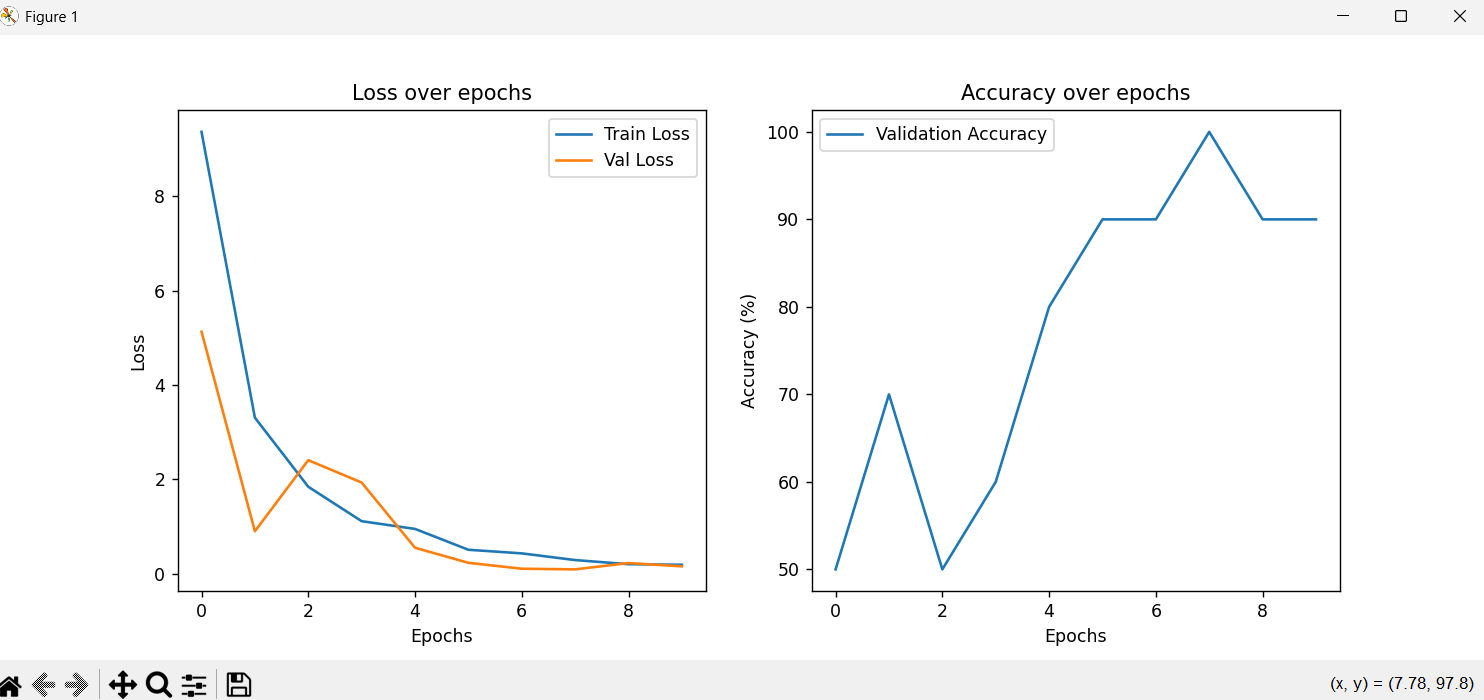 Figure 1
Loss over epochs
Train Loss
Val Loss
8
6
4
2
0
Loss
0 2 4 6 8
Epochs
Accuracy over epochs
Validation Accuracy
100
90
80
70
60
50
Accuracy (%)
0 2 4 6 8
Epochs
(x, y) = (7.78, 97.8)